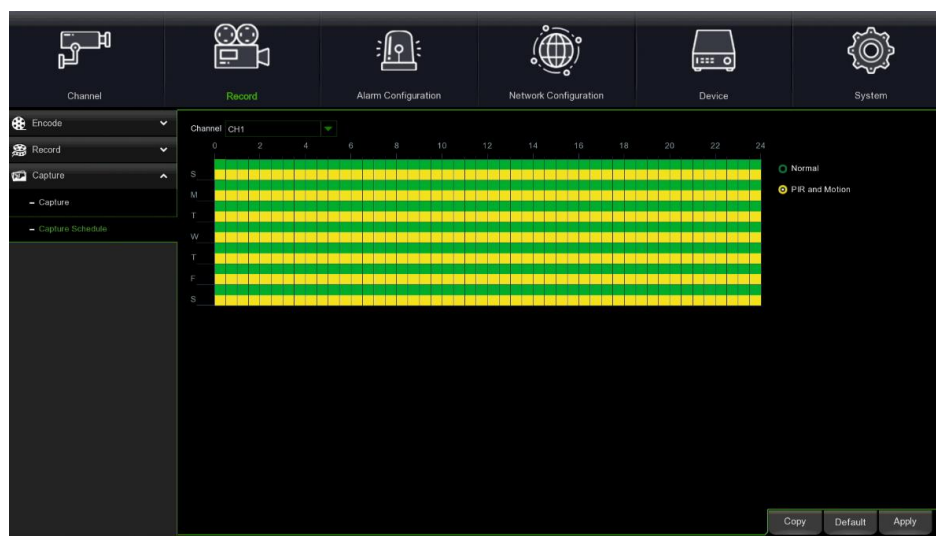 Channel Record Alarm Configuration Network Configuration Device System
Encode
Record
Capture
- Capture
- Capture Schedule
Channel CH1
0 2 4 6 8 10 12 14 16 18 20 22 24
S
M
T
W
T
F
S
Normal
PIR and Motion
Copy Default Apply